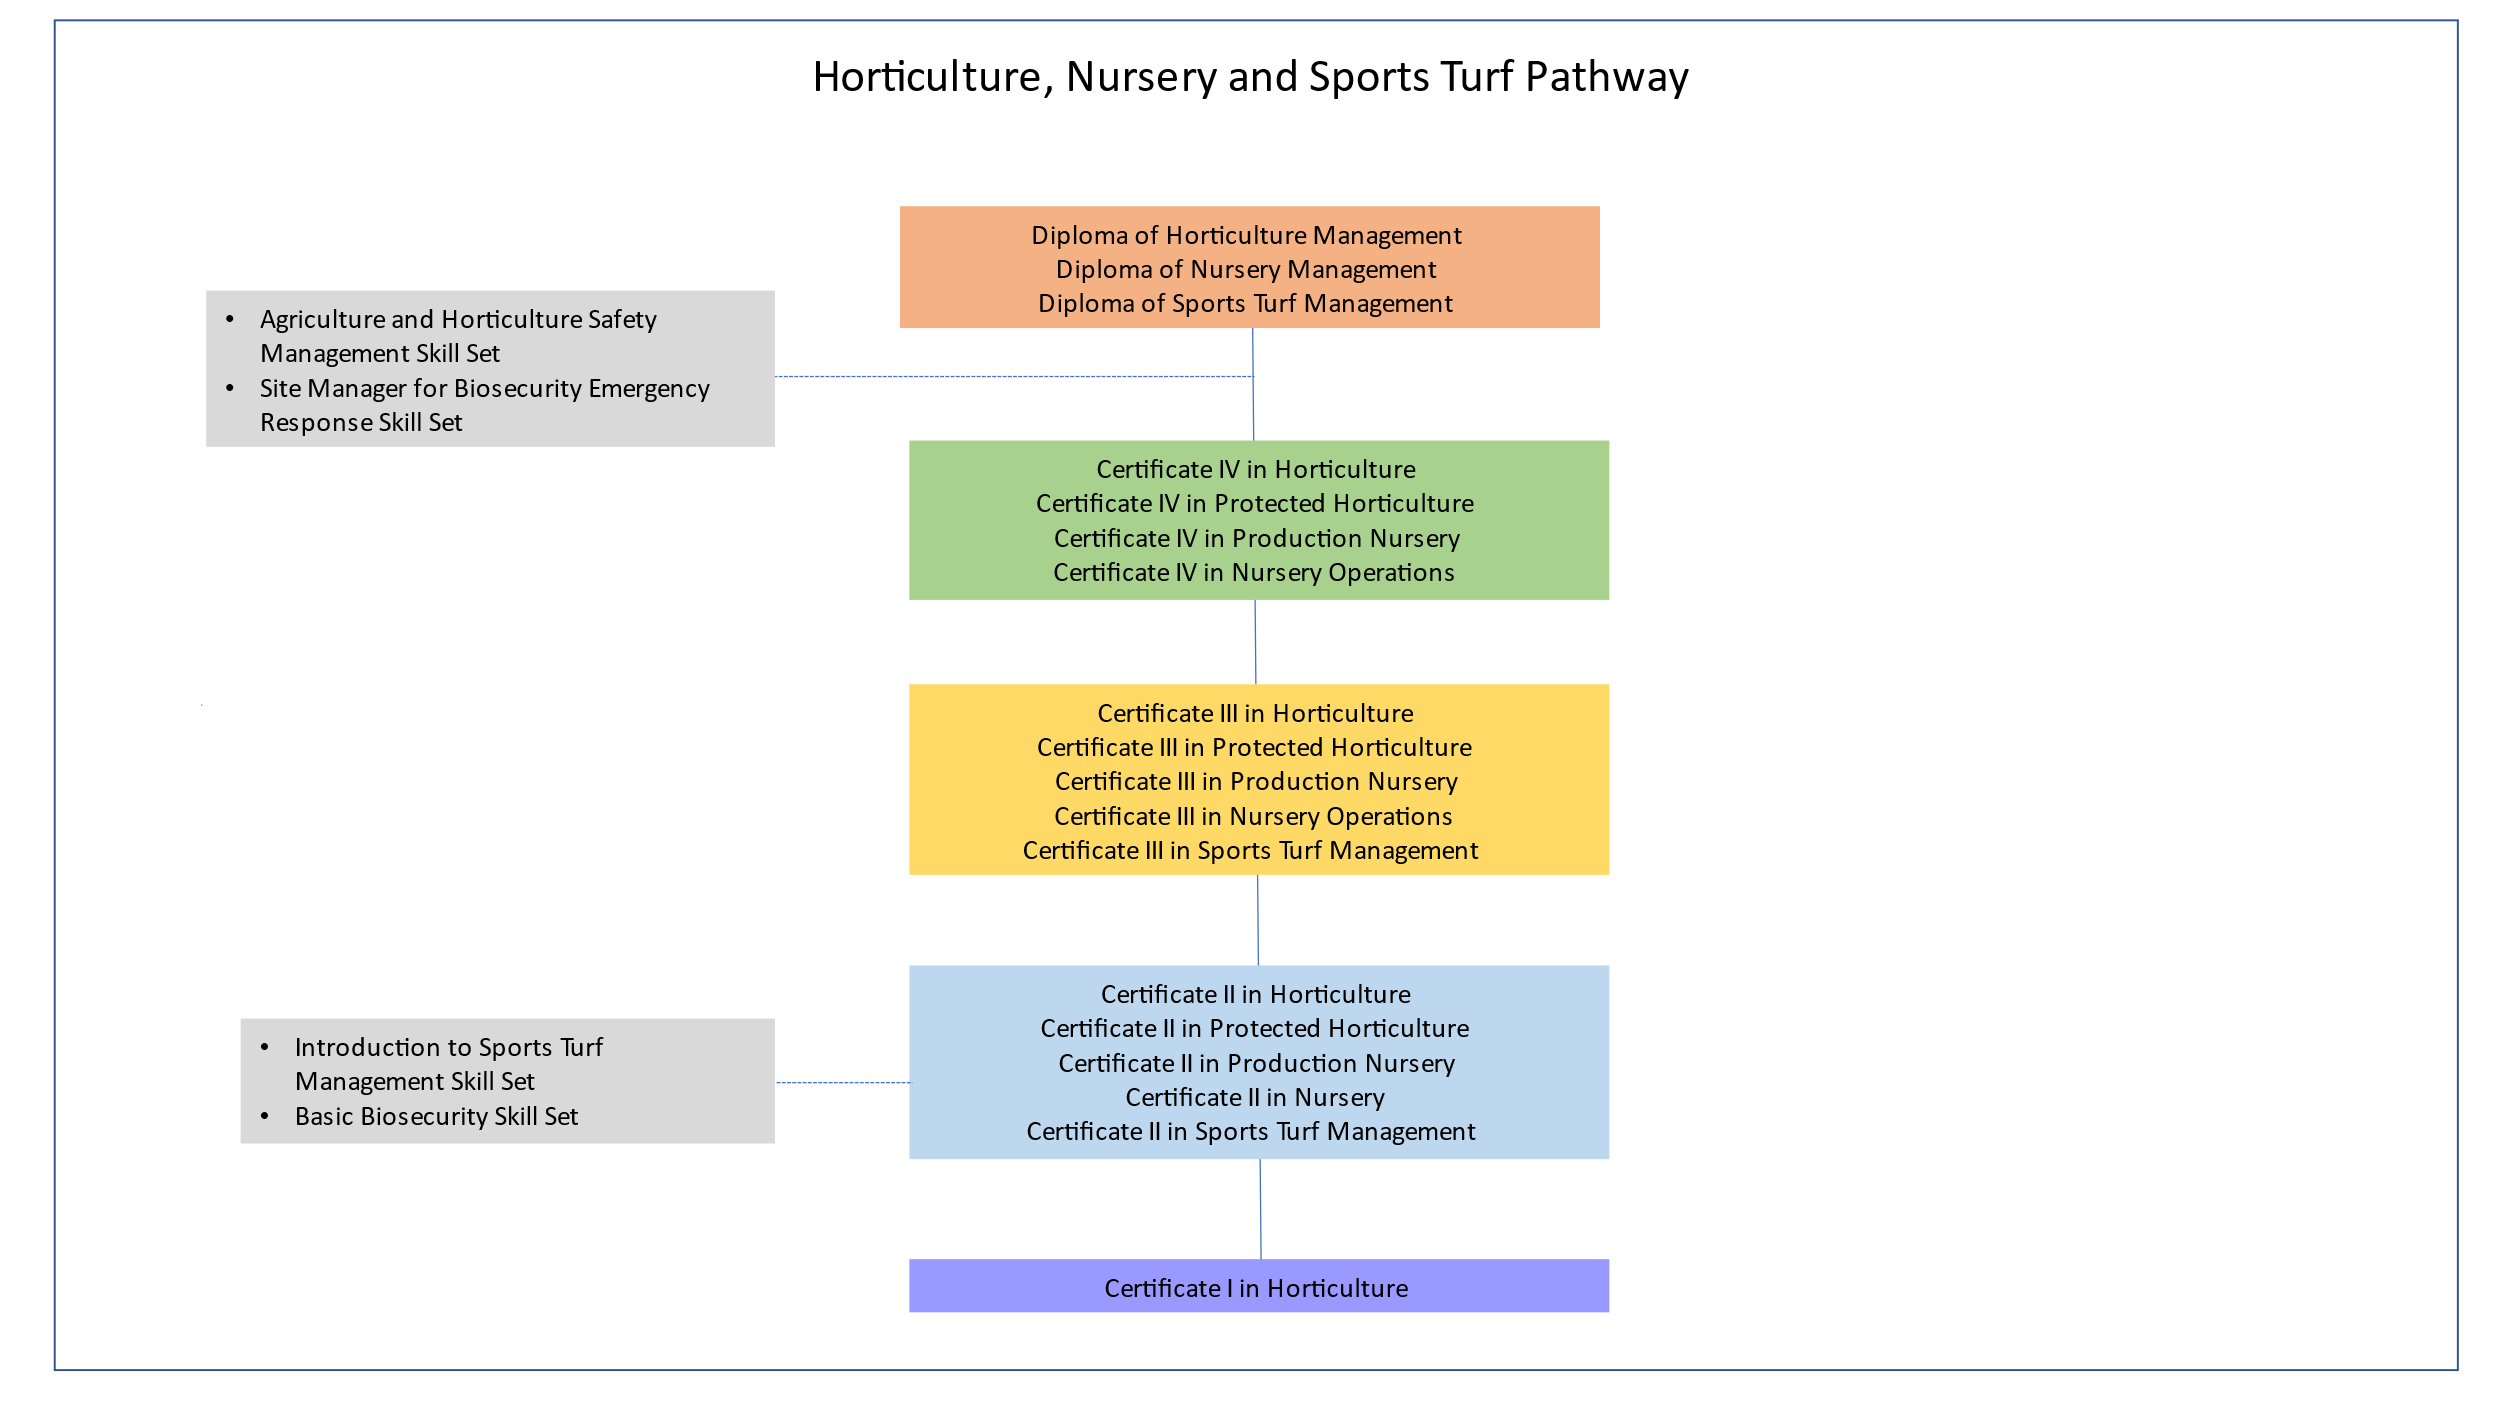 Horticulture, Nursery and Sports Turf Pathway
Diploma of Horticulture Management
Diploma of Nursery Management
Diploma of Sports Turf Management
• Agriculture and Horticulture Safety
Management Skill Set
• Site Manager for Biosecurity Emergency
Response Skill Set
Certificate IV in Horticulture
Certificate IV in Protected Horticulture
Certificate IV in Production Nursery
Certificate IV in Nursery Operations
Certificate III in Horticulture
Certificate III in Protected Horticulture
Certificate III in Production Nursery
Certificate III in Nursery Operations
Certificate III in Sports Turf Management
Certificate II in Horticulture
Certificate II in Protected Horticulture
Certificate II in Production Nursery
Certificate II in Nursery
Certificate II in Sports Turf Management
• Introduction to Sports Turf
Management Skill Set
• Basic Biosecurity Skill Set
Certificate I in Horticulture